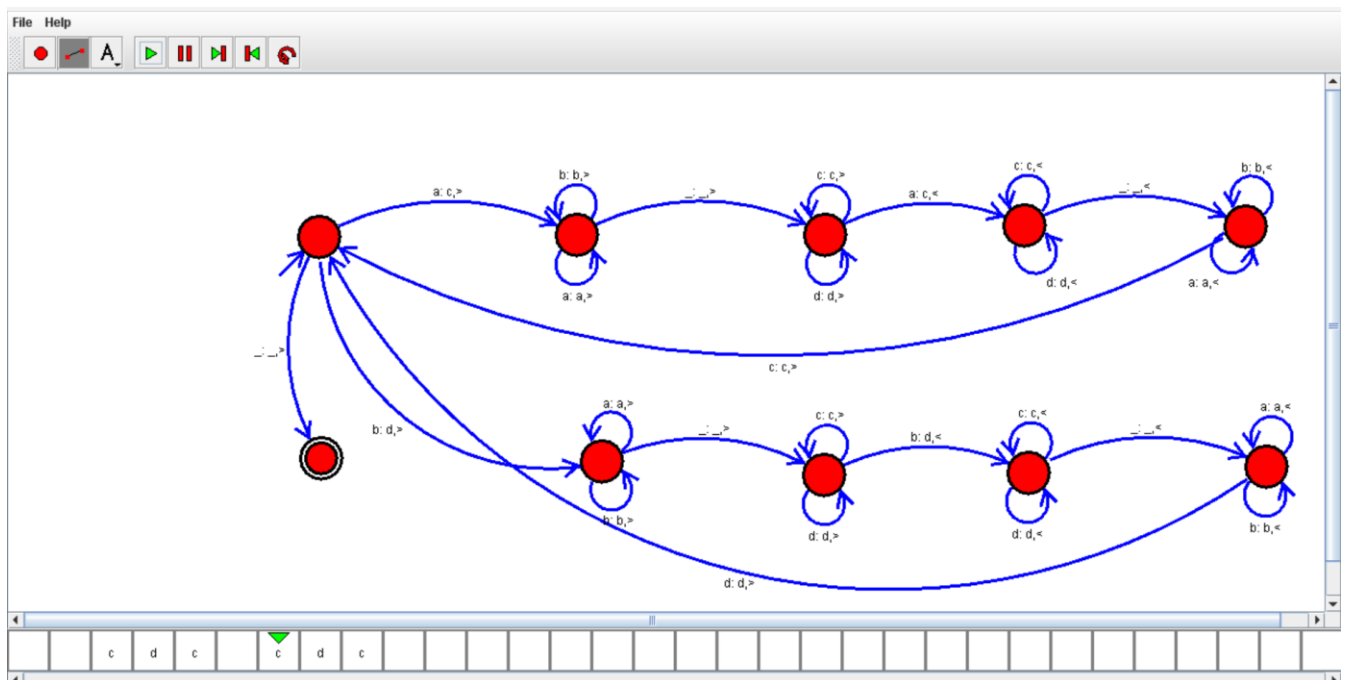 File Help
A
c: c,< b: b,<
b: b,> c: c,> _: _,<
a: c,> _: _,> a: c,<
d: d,< a: a,<
a: a,> d: d,>
_: _,>
c: c,>
a: a,> c: c,> c: c,< a: a,<
b: d,> _: _,> b: d,< _: _,<
b: b,> d: d,> d: d,< b: b,<
d: d,>
c d c c d c